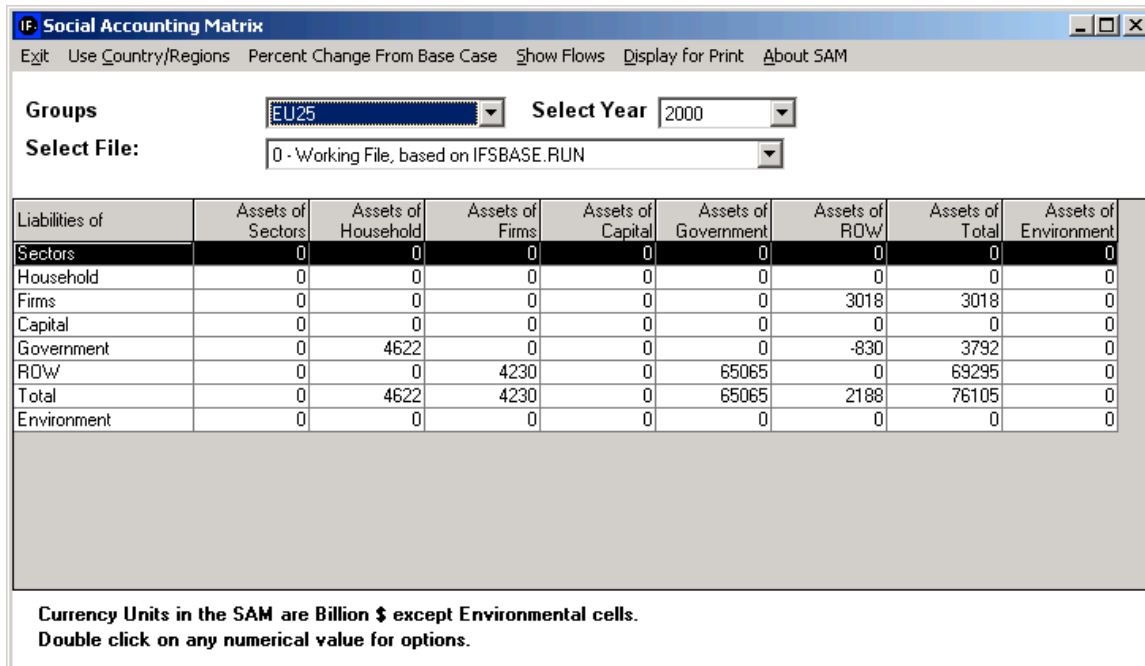 IFs Social Accounting Matrix
Exit Use Country/Regions Percent Change From Base Case Show Flows Display for Print About SAM
Groups EU25 Select Year 2000
Select File: 0 - Working File, based on IFSBASE.RUN
Liabilities of Assets of Sectors Assets of Household Assets of Firms Assets of Capital Assets of Government Assets of ROW Assets of Total Assets of Environment
Sectors 0 0 0 0 0 0 0 0
Household 0 0 0 0 0 0 0 0
Firms 0 0 0 0 0 3018 3018 0
Capital 0 0 0 0 0 0 0 0
Government 0 4622 0 0 0 -830 3792 0
ROW 0 0 4230 0 65065 0 69295 0
Total 0 4622 4230 0 65065 2188 76105 0
Environment 0 0 0 0 0 0 0 0
Currency Units in the SAM are Billion $ except Environmental cells.
Double click on any numerical value for options.